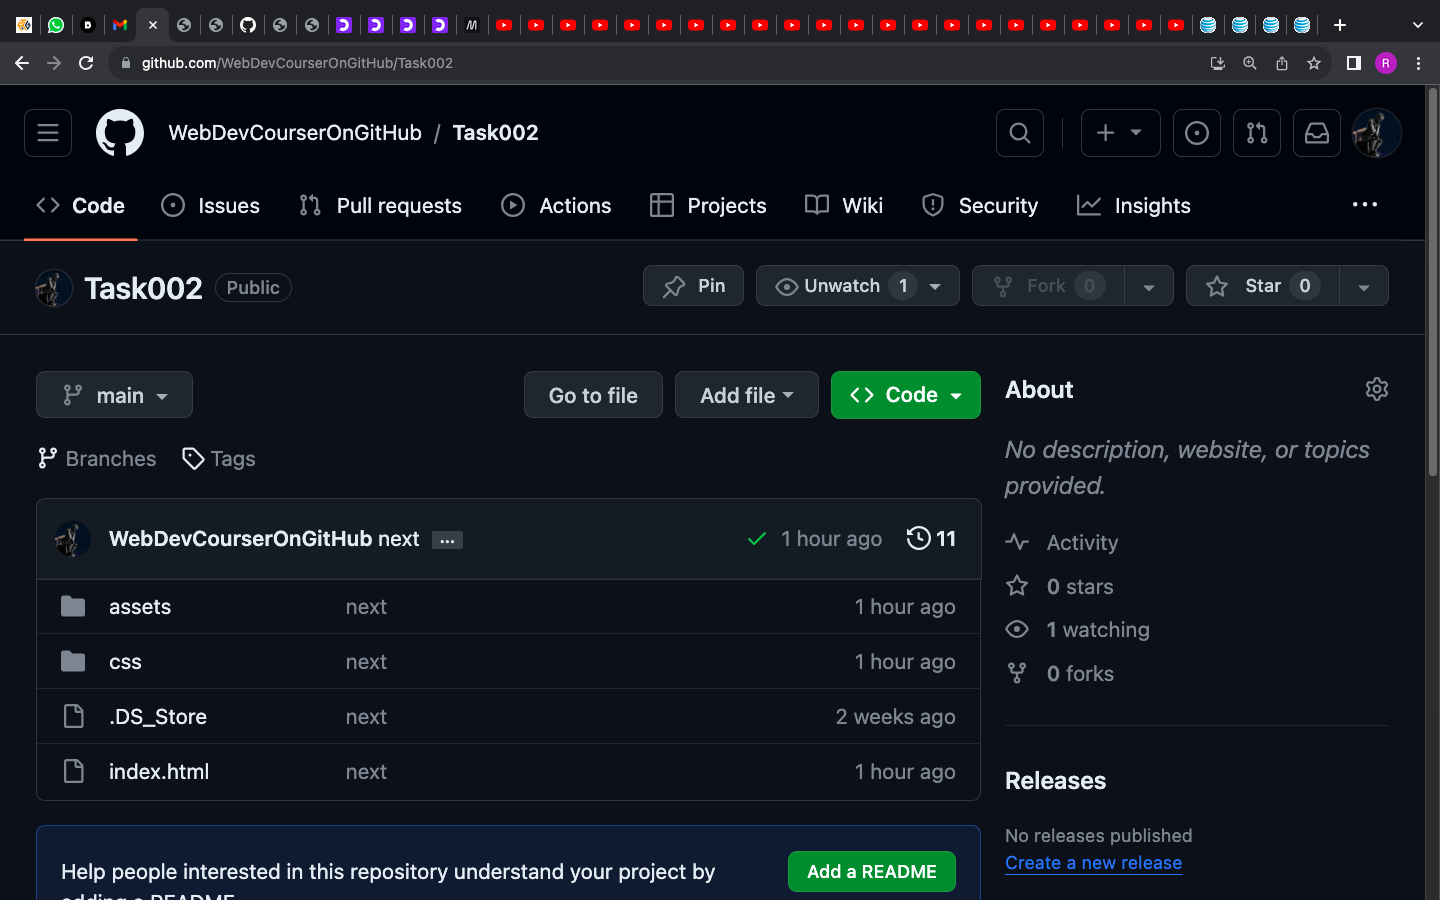 github.com/WebDevCourserOnGitHub/Task002
R
WebDevCourserOnGitHub / Task002
Code Issues Pull requests Actions Projects Wiki Security Insights
Task002 Public
Pin Unwatch 1 Fork 0 Star 0
main Go to file Add file Code
Branches Tags
WebDevCourserOnGitHub next ... 1 hour ago 11
assets next 1 hour ago
css next 1 hour ago
.DS_Store next 2 weeks ago
index.html next 1 hour ago
Help people interested in this repository understand your project by
adding a README.
Add a README
About
No description, website, or topics
provided.
Activity
0 stars
1 watching
0 forks
Releases
No releases published
Create a new release